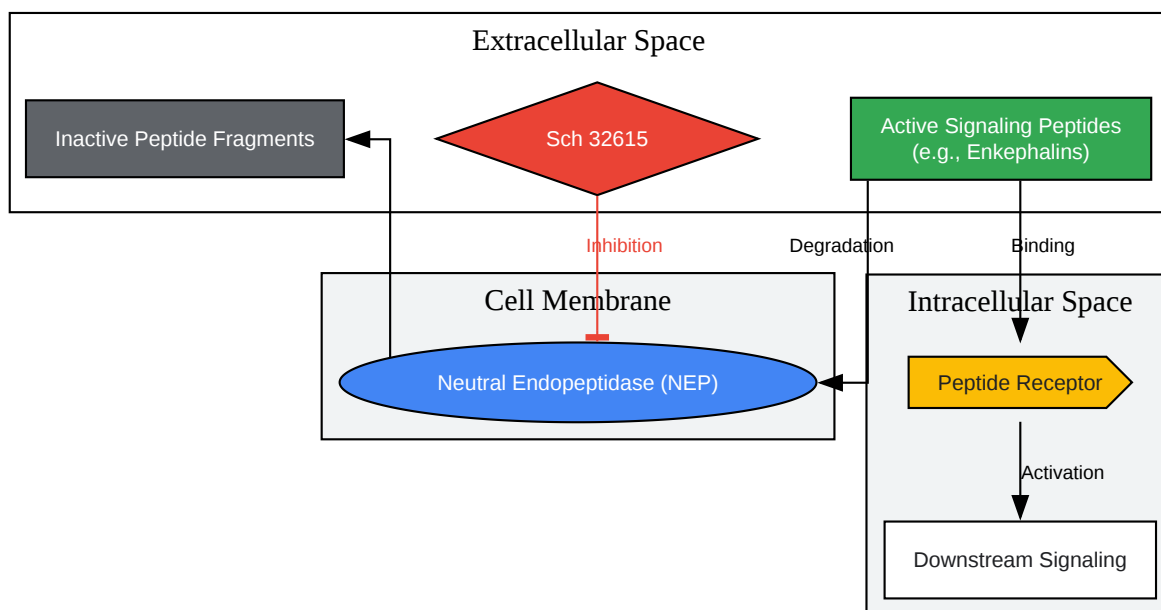 Extracellular Space
Inactive Peptide Fragments
Sch 32615
Active Signaling Peptides
(e.g., Enkephalins)
Inhibition
Degradation
Binding
Cell Membrane
Intracellular Space
Neutral Endopeptidase (NEP)
Peptide Receptor
Activation
Downstream Signaling